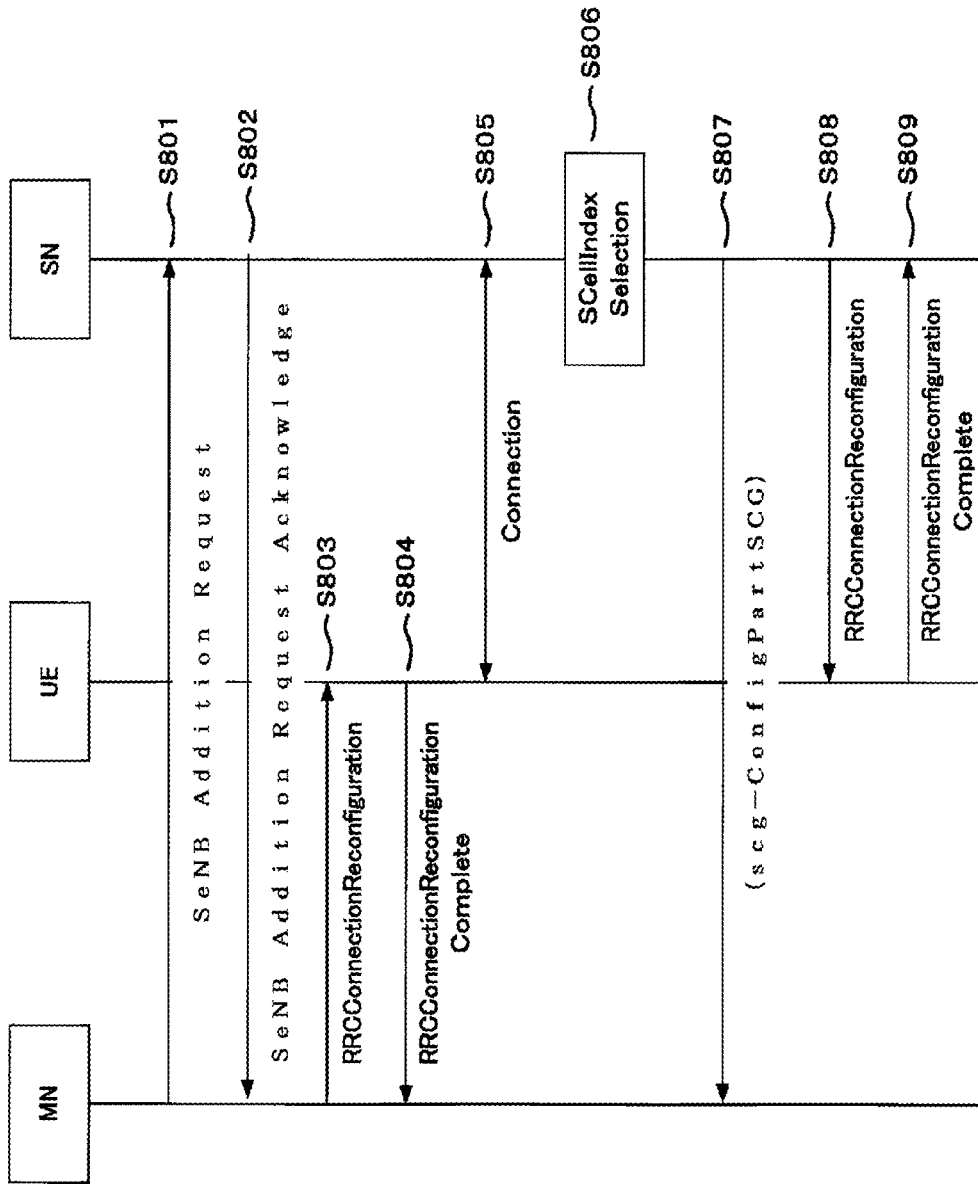 MN
UE
SN
S801
SeNB Addition Request
S802
SeNB Addition Request Acknowledge
S803
RRCConnectionReconfiguration
S804
RRCConnectionReconfiguration
Complete
S805
Connection
SCellIndex
Selection
S806
S807
(scg-ConfigPartSCG)
S808
RRCConnectionReconfiguration
S809
RRCConnectionReconfiguration
Complete